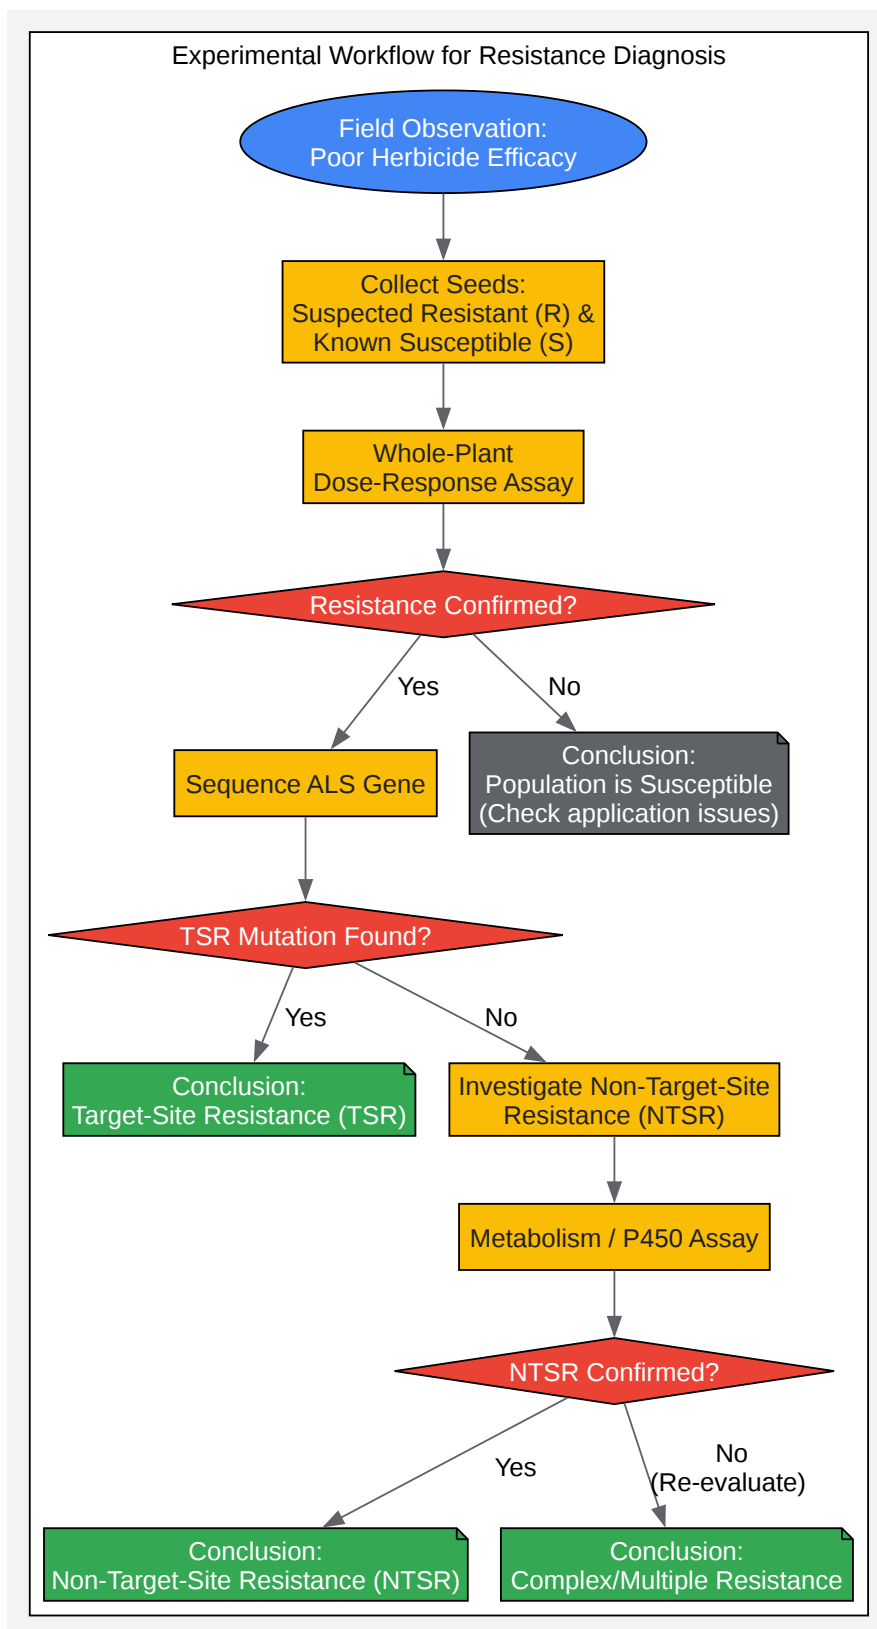 Experimental Workflow for Resistance Diagnosis
Field Observation:
Poor Herbicide Efficacy
Collect Seeds:
Suspected Resistant (R) &
Known Susceptible (S)
Whole-Plant
Dose-Response Assay
Resistance Confirmed?
Yes
No
Sequence ALS Gene
Conclusion:
Population is Susceptible
(Check application issues)
TSR Mutation Found?
Yes
No
Conclusion:
Target-Site Resistance (TSR)
Investigate Non-Target-Site
Resistance (NTSR)
Metabolism / P450 Assay
NTSR Confirmed?
Yes
No
(Re-evaluate)
Conclusion:
Non-Target-Site Resistance (NTSR)
Conclusion:
Complex/Multiple Resistance